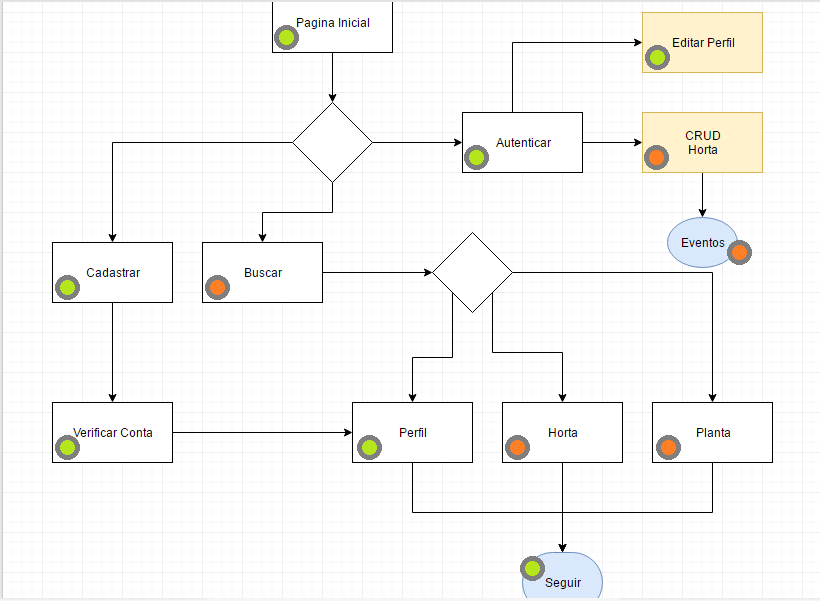 Pagina Inicial
Editar Perfil
Autenticar
CRUD
Horta
Eventos
Cadastrar
Buscar
Verificar Conta
Perfil
Horta
Planta
Seguir